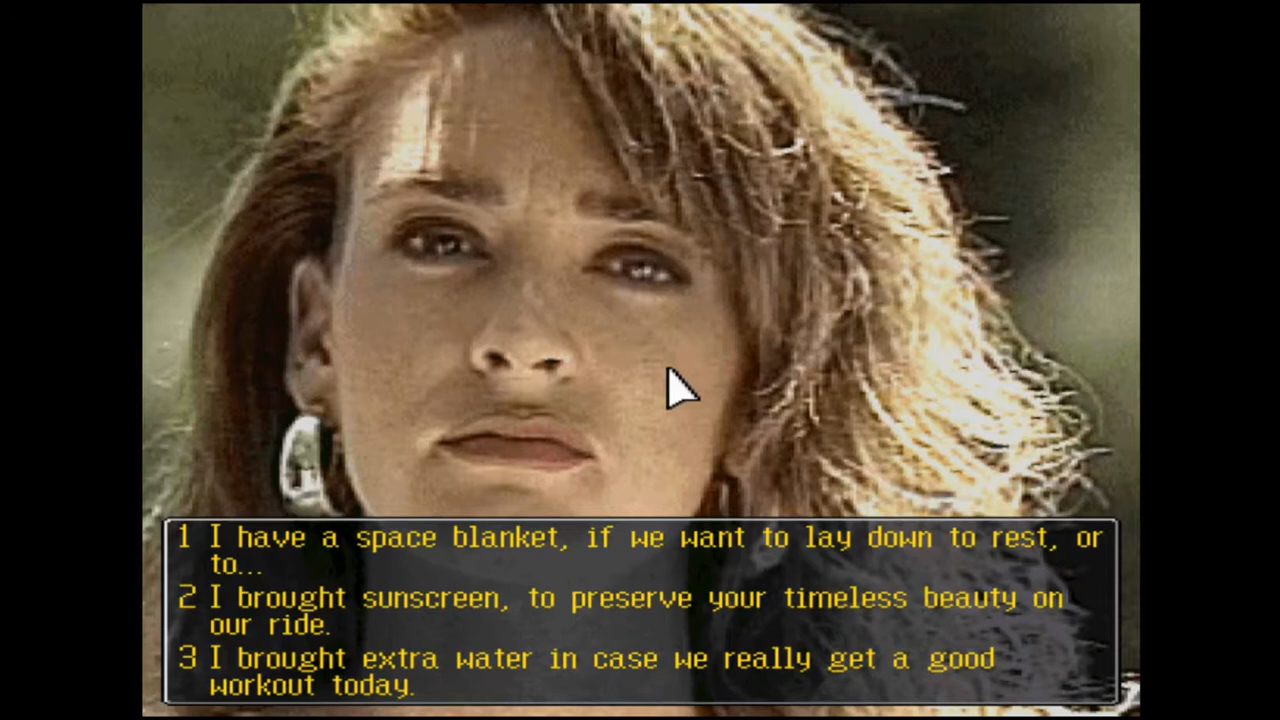 1 I have a space blanket, if we want to lay down to rest, or
to...
2 I brought sunscreen, to preserve your timeless beauty on
our ride.
3 I brought extra water in case we really get a good
workout today.